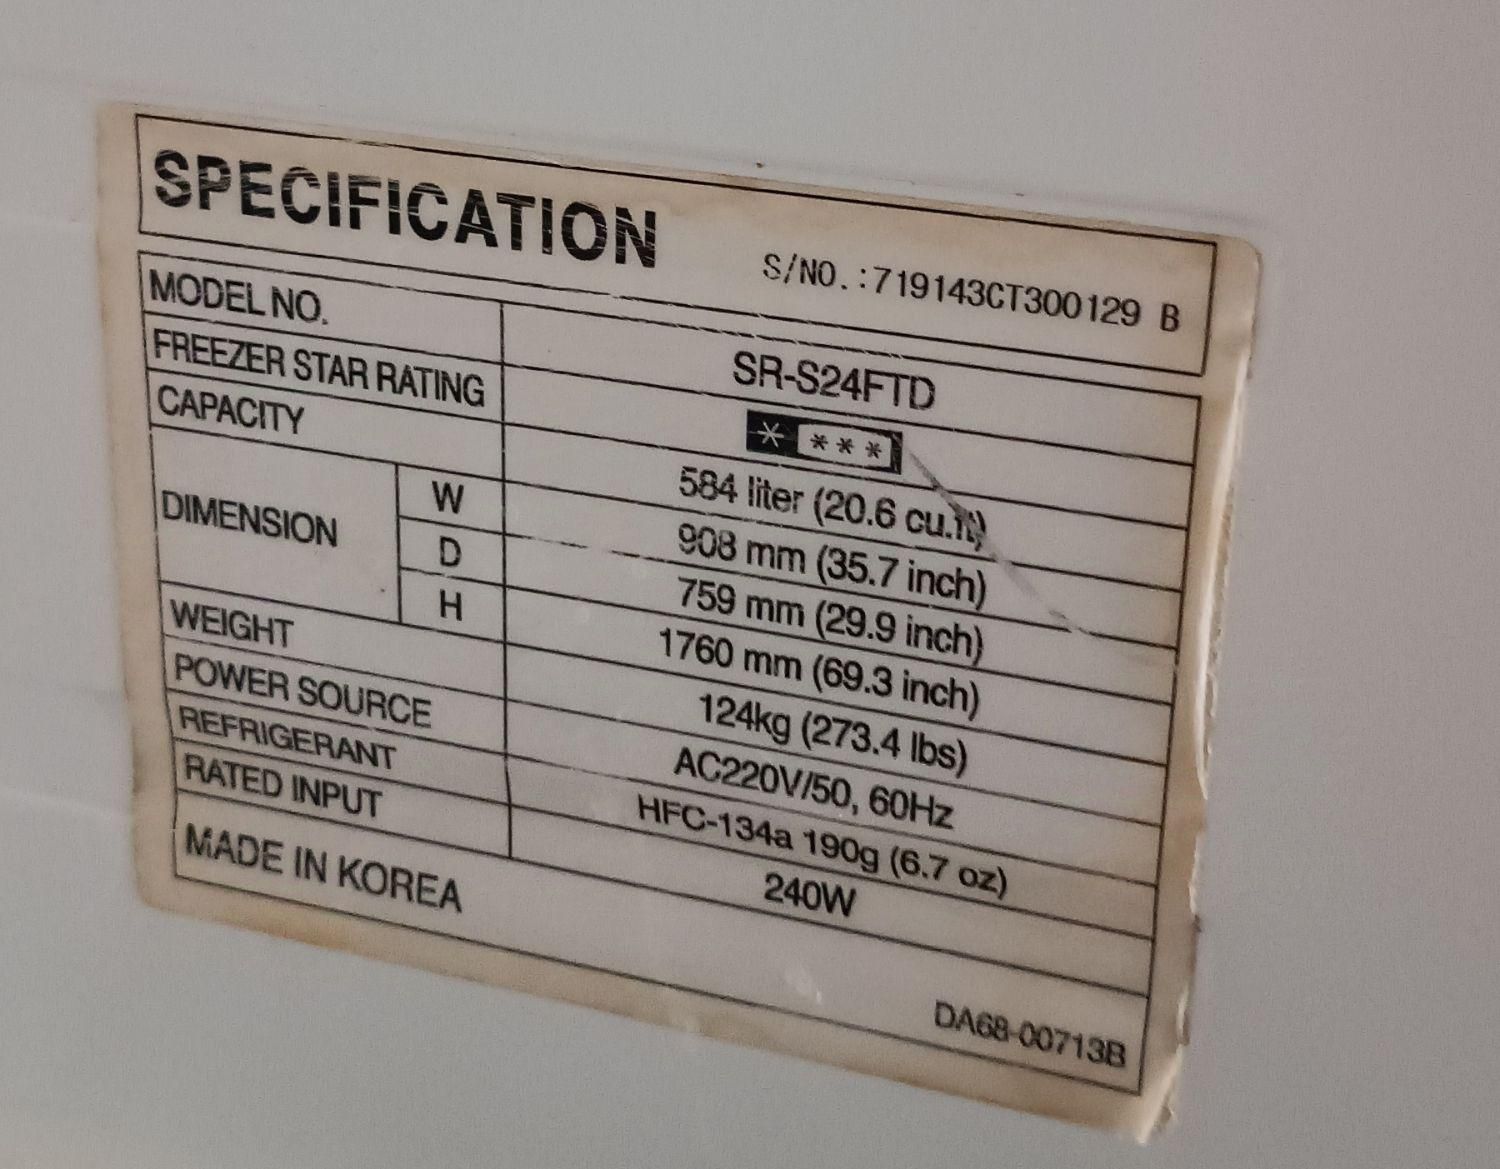 SPECIFICATION
S/NO.:719143CT300129 B
MODEL NO. SR-S24FTD
FREEZER STAR RATING * ***
CAPACITY 584 liter (20.6 cu.ft)
DIMENSION W 908 mm (35.7 inch)
D 759 mm (29.9 inch)
H 1760 mm (69.3 inch)
WEIGHT 124kg (273.4 lbs)
POWER SOURCE AC220V/50, 60Hz
REFRIGERANT HFC-134a 190g (6.7 oz)
RATED INPUT 240W
MADE IN KOREA
DA68-00713B